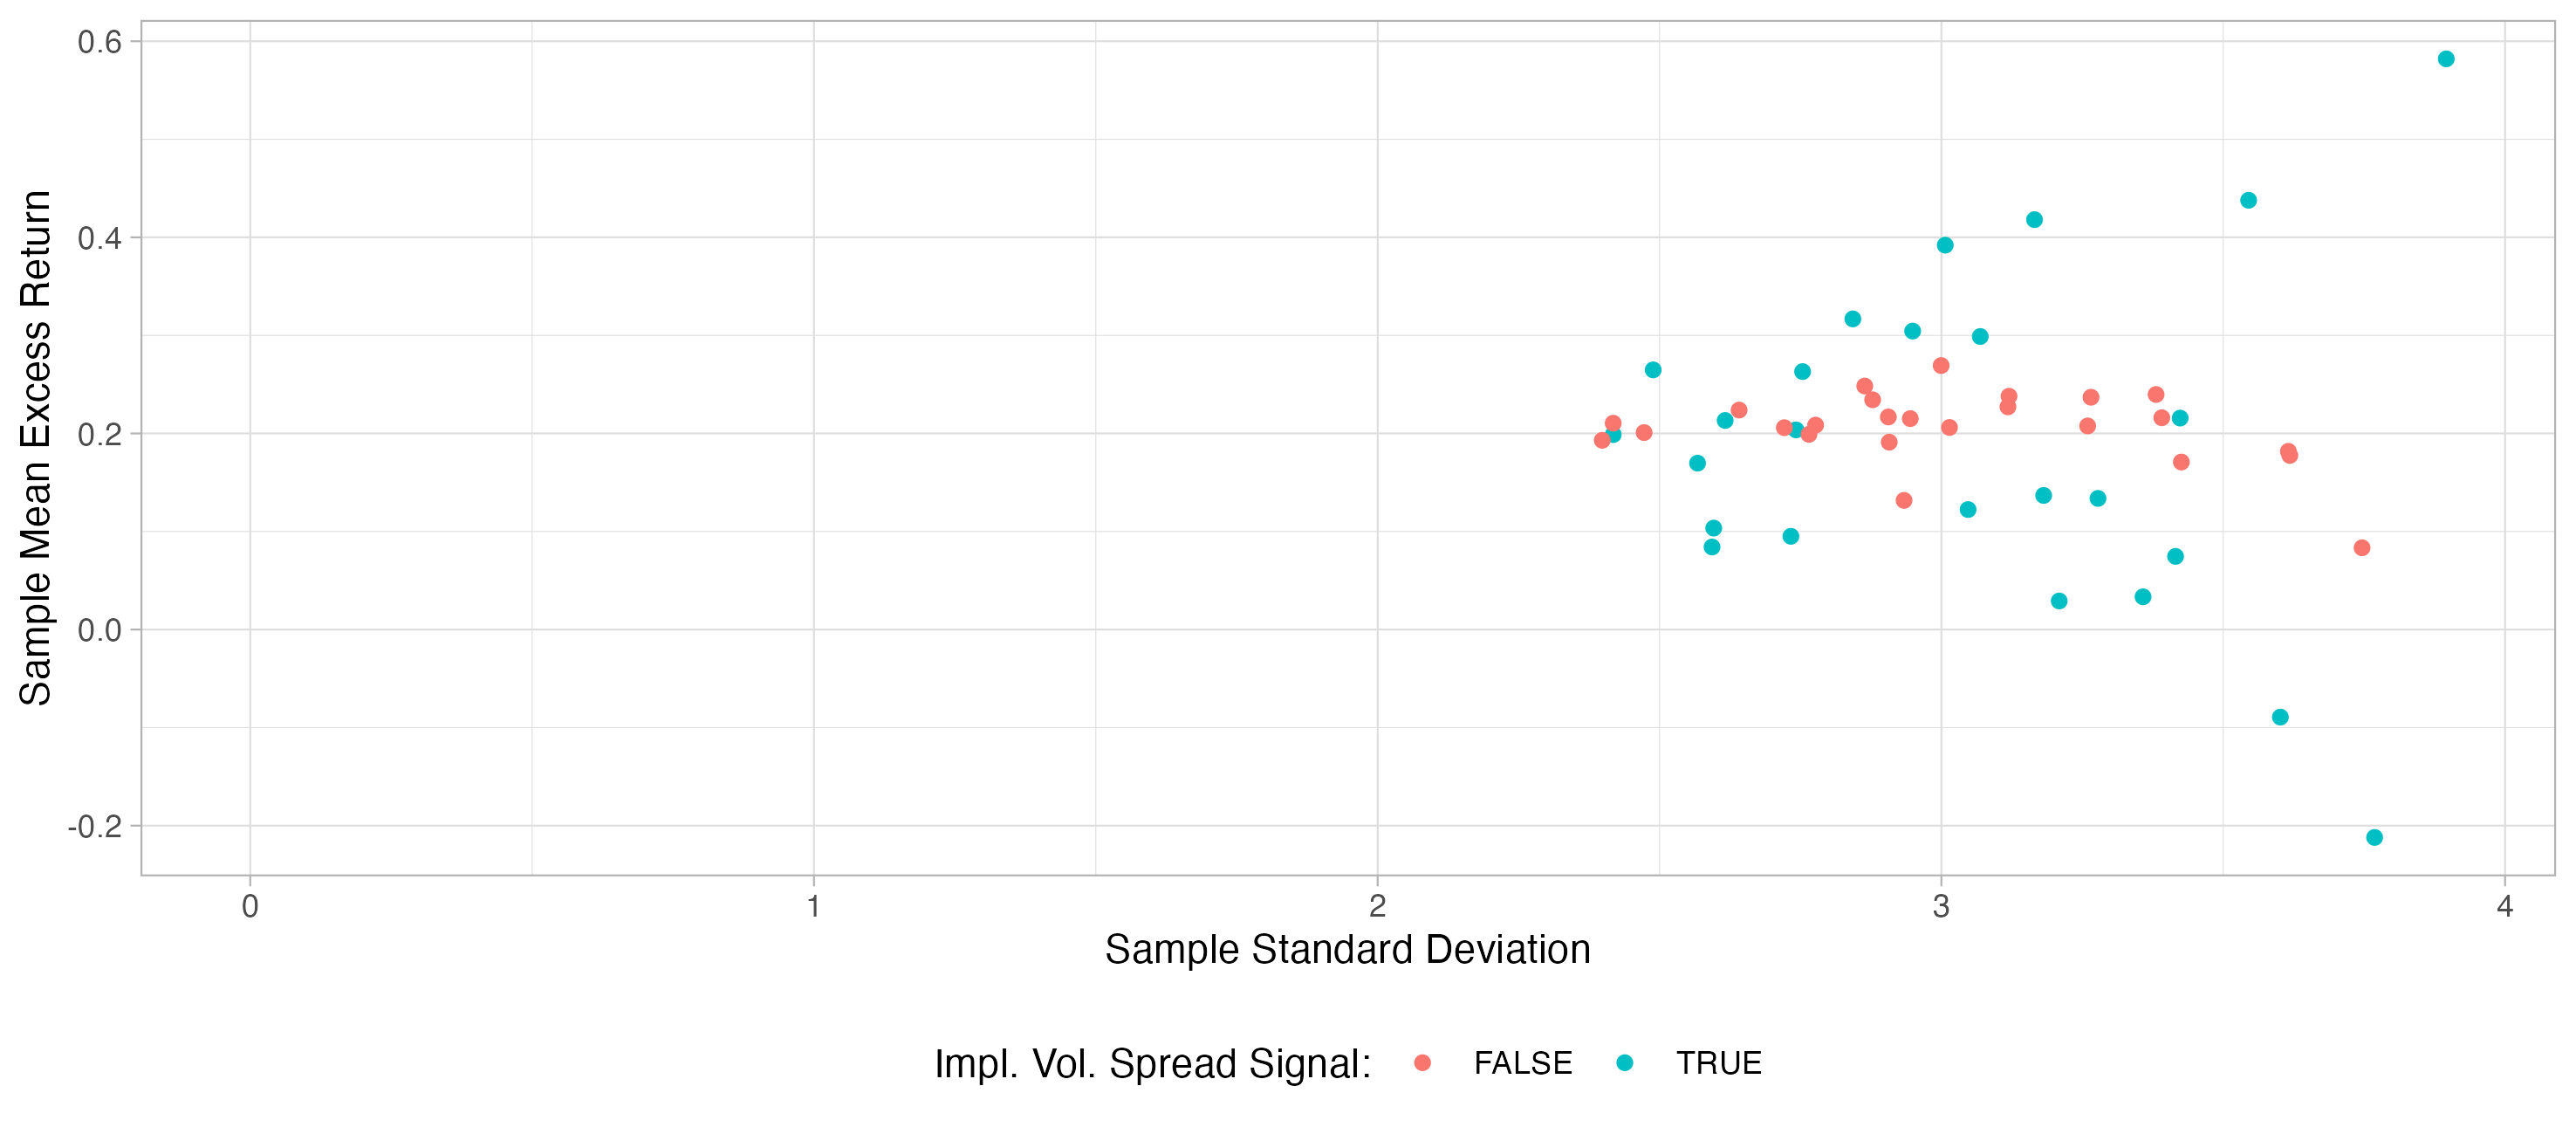 Sample Mean Excess Return
0.6
0.4
0.2
0.0
-0.2
0 1 2 3 4
Sample Standard Deviation
Impl. Vol. Spread Signal: FALSE TRUE